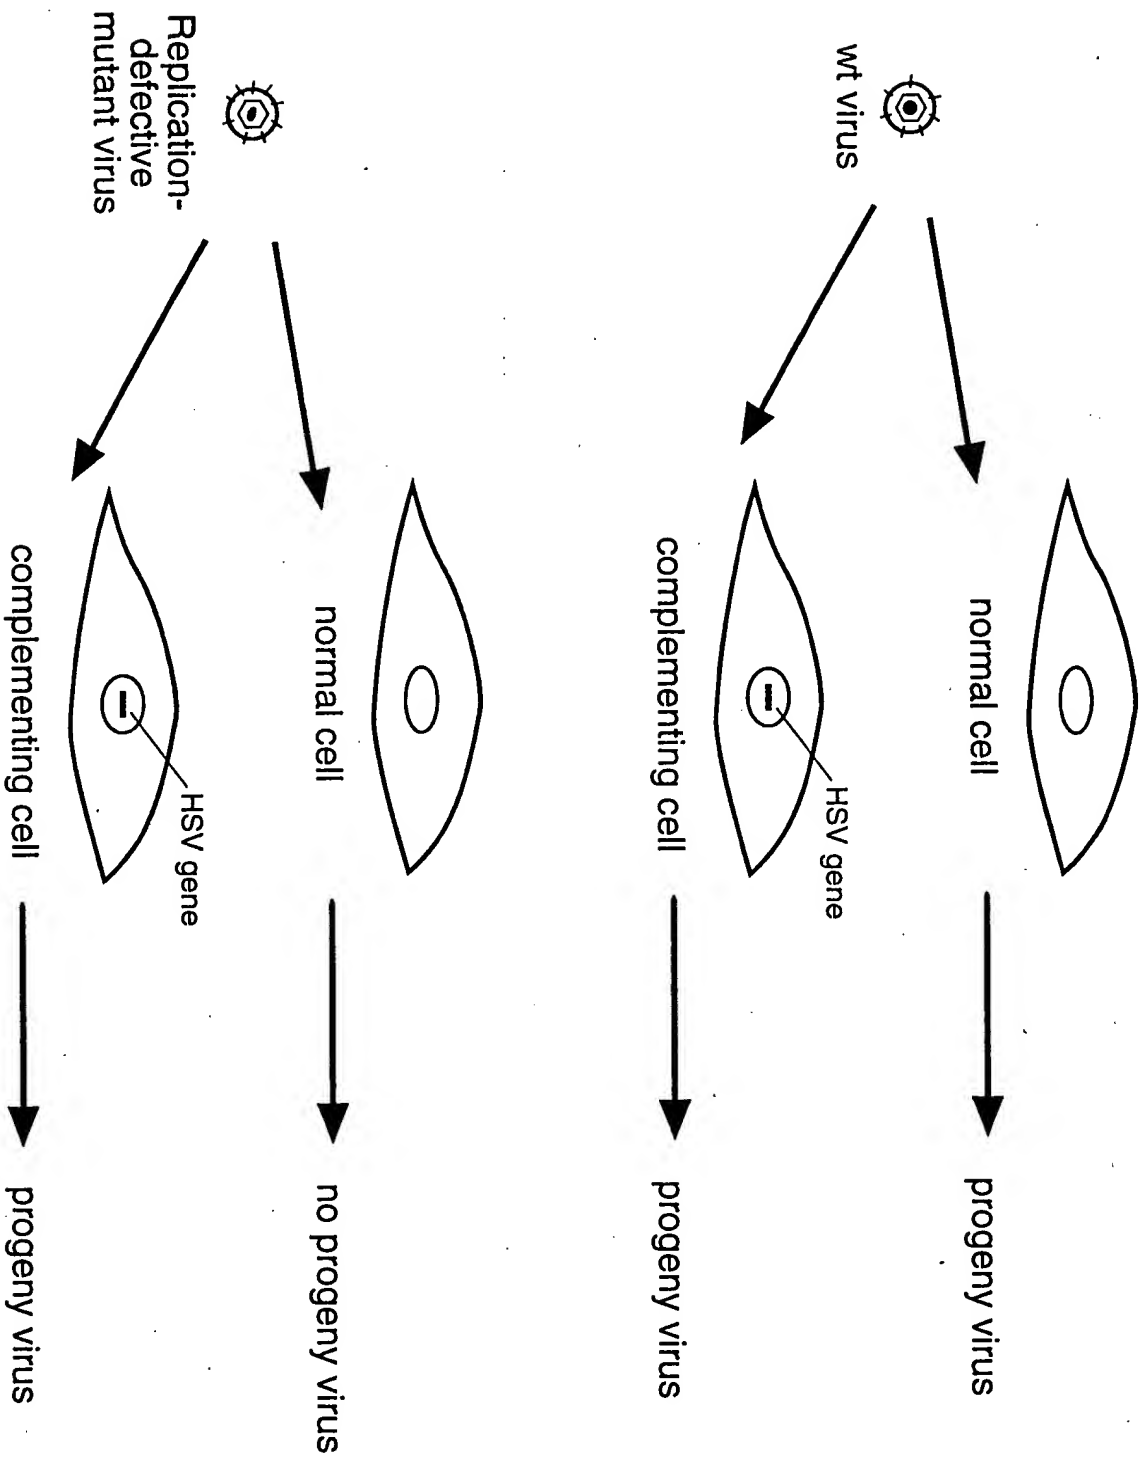 wt virus
normal cell
progeny virus
HSV gene
complementing cell
progeny virus
Replication-
defective
mutant virus
normal cell
no progeny virus
HSV gene
complementing cell
progeny virus